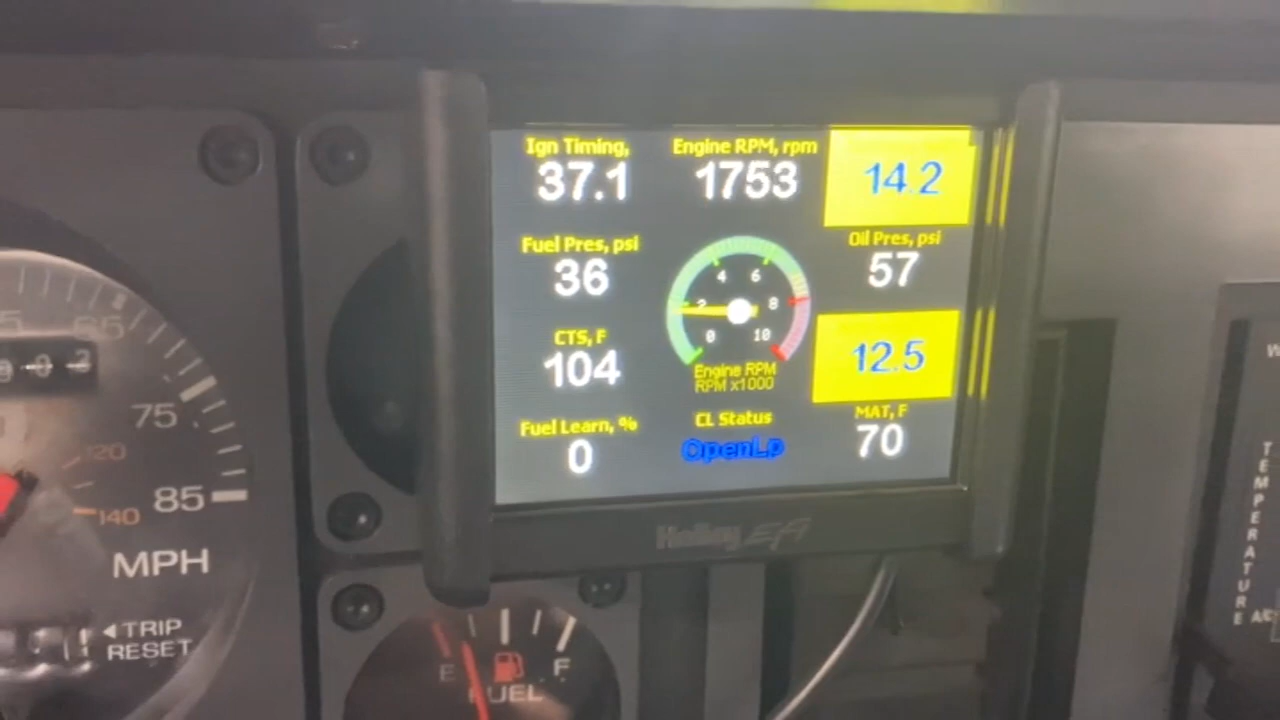 Ign Timing,
37.1
Engine RPM, rpm
1753
14.2
Fuel Pres, psi
36
Oil Pres, psi
57
4 6
2 8
0 10
Engine RPM
RPM x1000
CTS, F
104
12.5
Fuel Learn, %
0
CL Status
OpenLp
MAT, F
70
Holley EFI
65
75
120
85
140
MPH
TRIP
RESET
E F
FUEL
TEMPERATURE